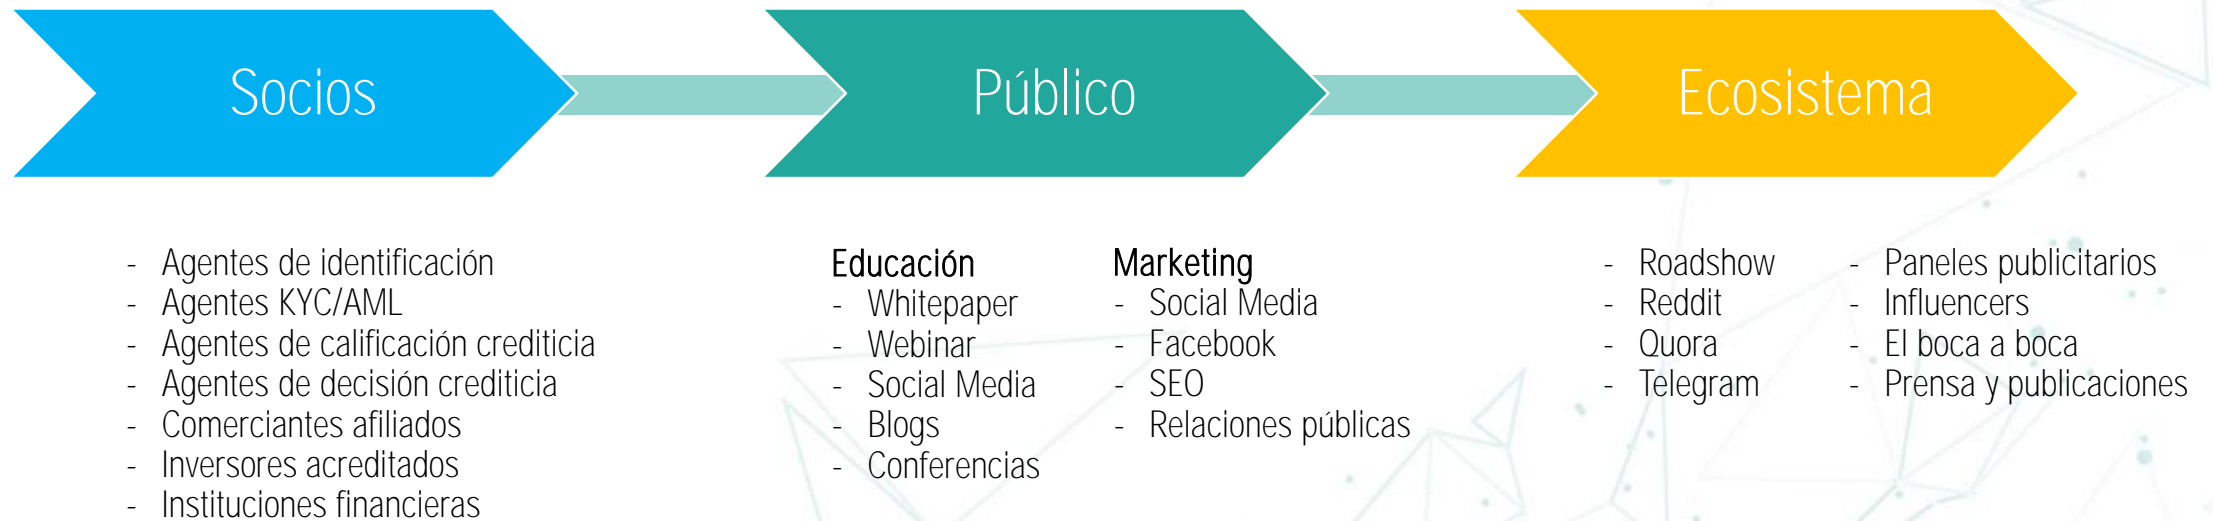 Socios
Público
Ecosistema
- Agentes de identificación
- Agentes KYC/AML
- Agentes de calificación crediticia
- Agentes de decisión crediticia
- Comerciantes afiliados
- Inversores acreditados
- Instituciones financieras
Educación
- Whitepaper
- Webinar
- Social Media
- Blogs
- Conferencias
Marketing
- Social Media
- Facebook
- SEO
- Relaciones públicas
- Roadshow
- Reddit
- Quora
- Telegram
- Paneles publicitarios
- Influencers
- El boca a boca
- Prensa y publicaciones